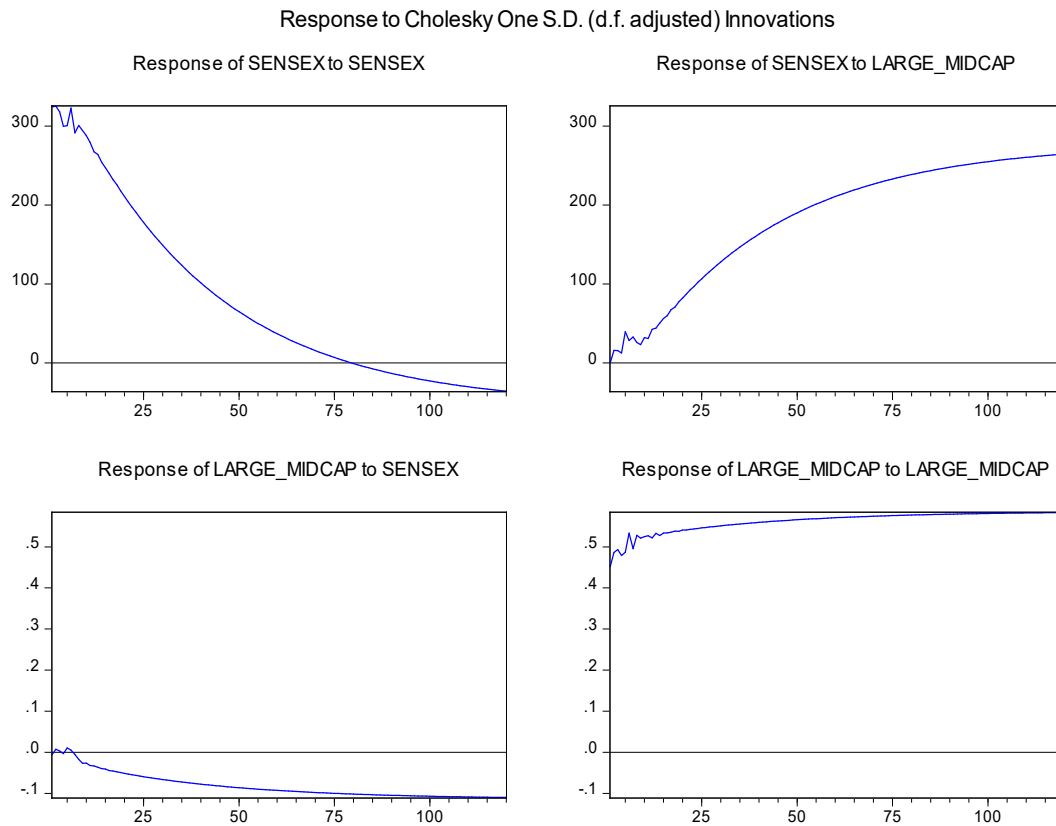 Response to Cholesky One S.D. (d.f. adjusted) Innovations
Response of SENSEX to SENSEX
300
200
100
0
25 50 75 100
Response of SENSEX to LARGE_MIDCAP
300
200
100
0
25 50 75 100
Response of LARGE_MIDCAP to SENSEX
.5
.4
.3
.2
.1
.0
-.1
25 50 75 100
Response of LARGE_MIDCAP to LARGE_MIDCAP
.5
.4
.3
.2
.1
.0
-.1
25 50 75 100